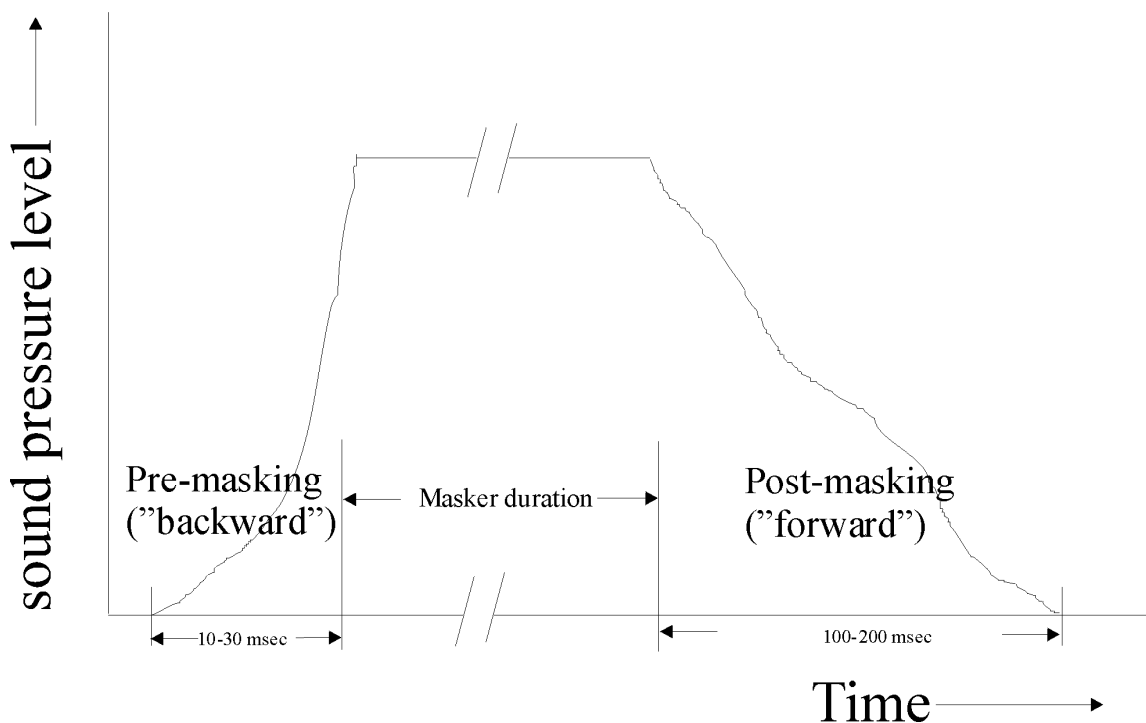 sound pressure level
Pre-masking
(”backward”)
Masker duration
Post-masking
(”forward”)
10-30 msec
100-200 msec
Time